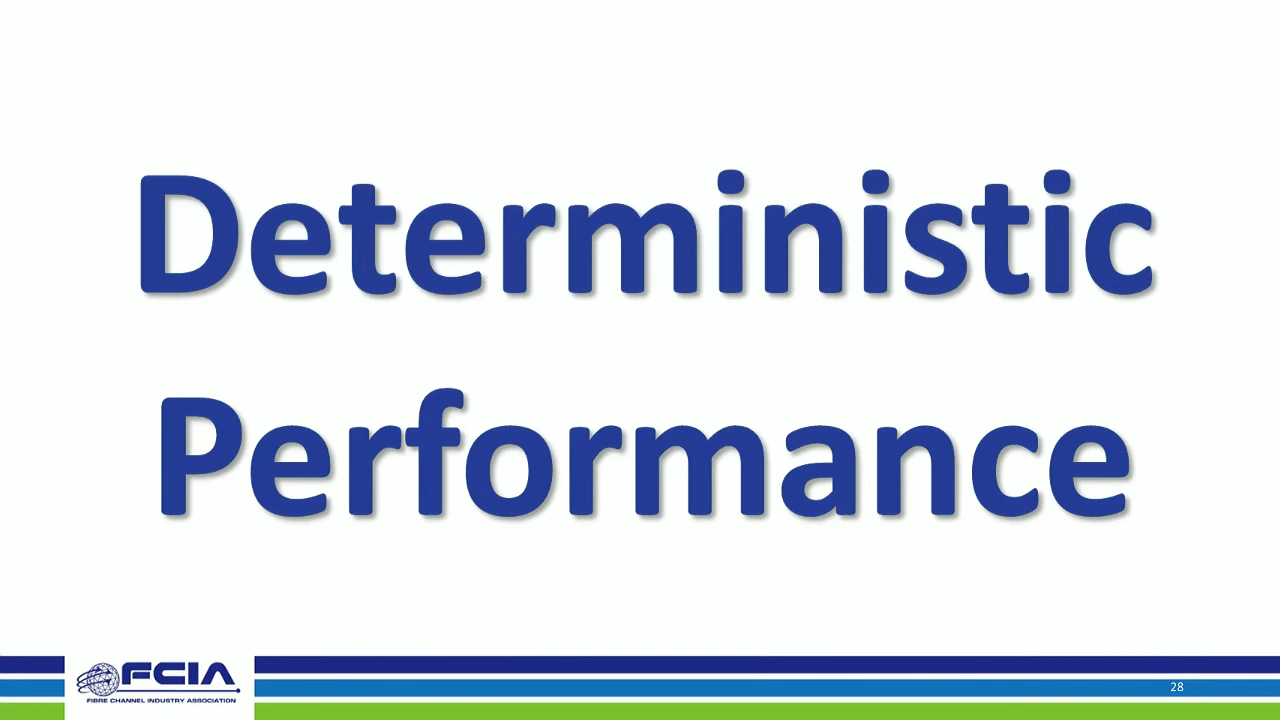 Deterministic
Performance
FCIA
FIBRE CHANNEL INDUSTRY ASSOCIATION
28